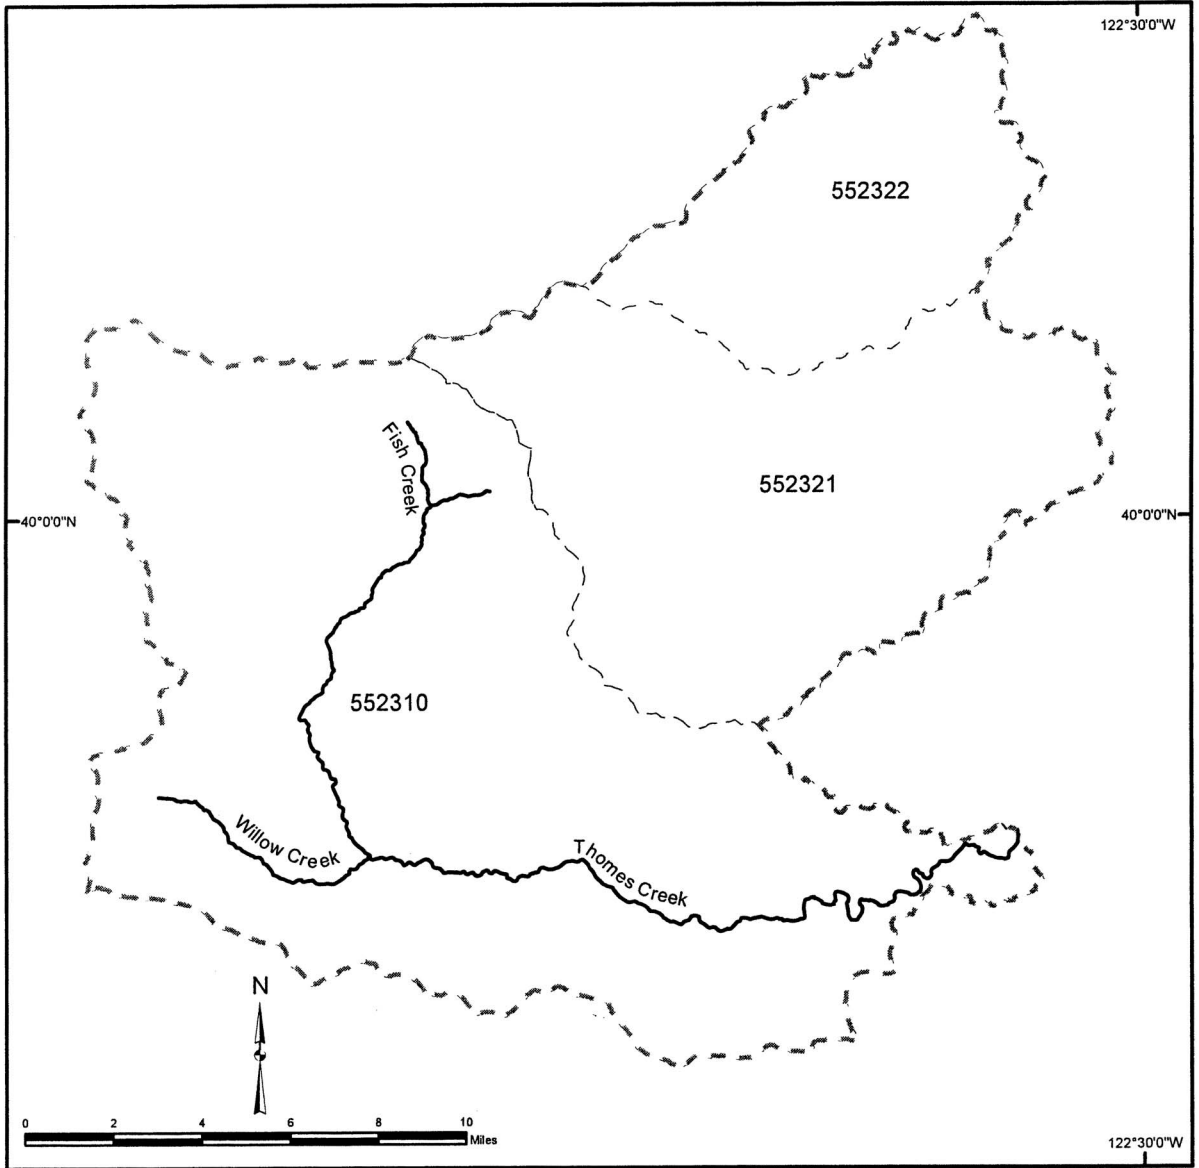 122°30'0"W
552322
Fish Creek
552321
40°0'0"N
40°0'0"N
552310
Willow Creek
Thomes Creek
N
0 2 4 6 8 10
Miles
122°30'0"W